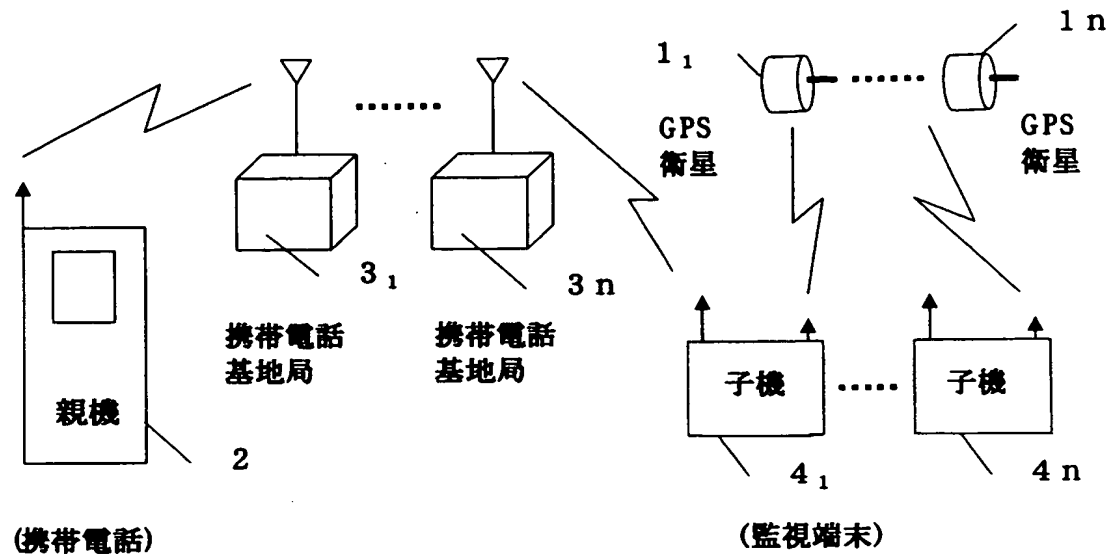 1₁
1n
GPS
衛星
GPS
衛星
3₁
3n
携帯電話
基地局
携帯電話
基地局
親機
2
(携帯電話)
子機
子機
4₁
4n
(監視端末)